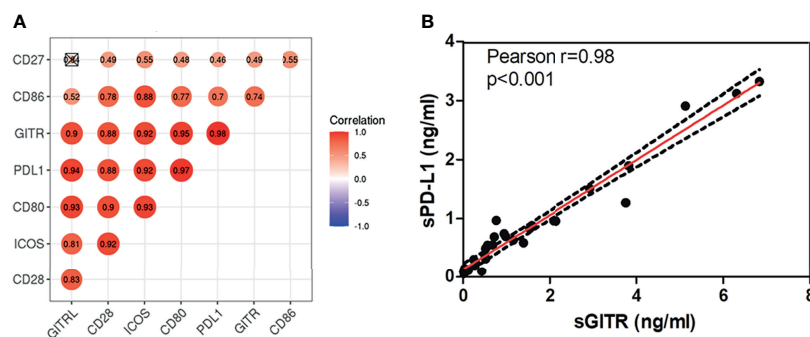 A
CD27 0.49 0.55 0.48 0.46 0.49 0.55
CD86 0.52 0.78 0.88 0.77 0.7 0.74
GITR 0.9 0.88 0.92 0.95 0.98
PDL1 0.94 0.88 0.92 0.97
CD80 0.93 0.9 0.93
ICOS 0.81 0.92
CD28 0.83
GITRL CD28 ICOS CD80 PDL1 GITR CD86
Correlation
1.0
0.5
0.0
-0.5
-1.0
B
Pearson r=0.98
p<0.001
sPD-L1 (ng/ml)
4
3
2
1
0
0 2 4 6 8
sGITR (ng/ml)